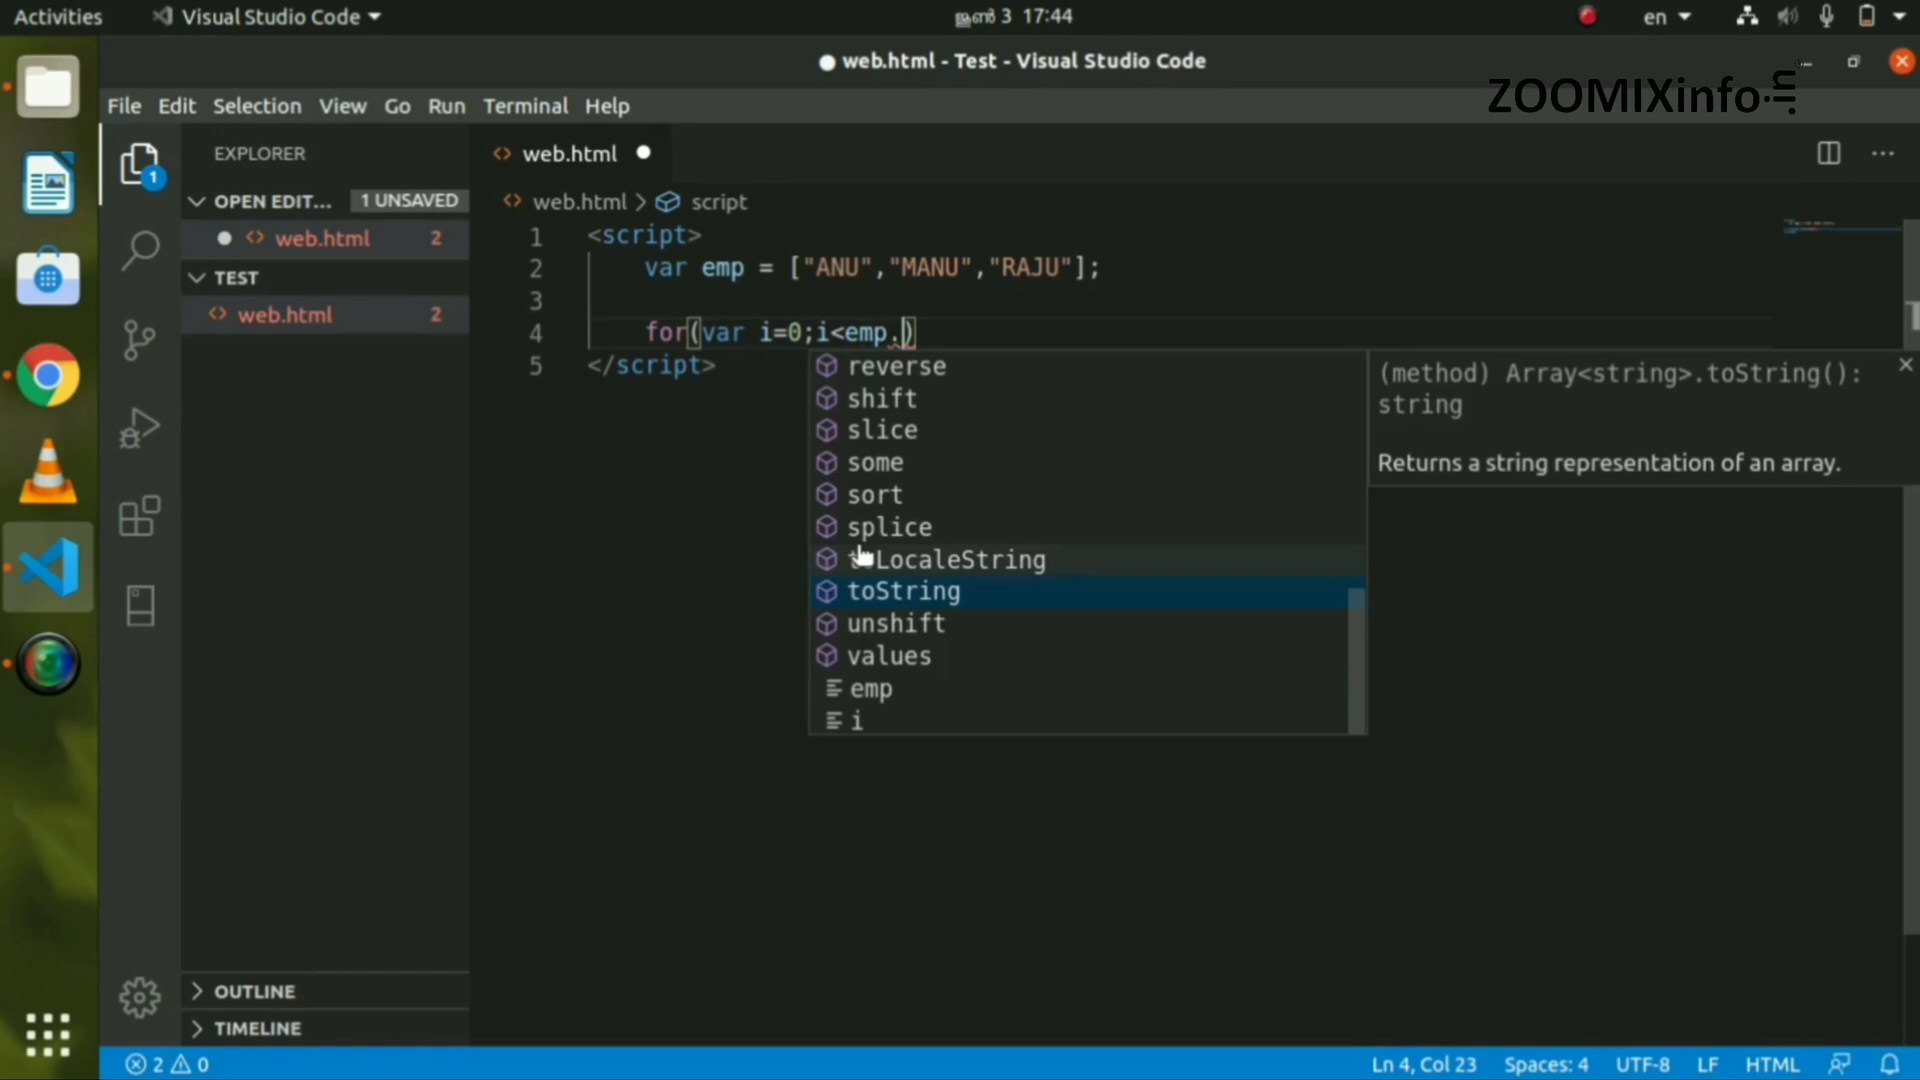 Activities
Visual Studio Code
ജൂൺ 3 17:44
en
web.html - Test - Visual Studio Code
ZOOMIXinfo.in
File Edit Selection View Go Run Terminal Help
EXPLORER
web.html
1
OPEN EDIT... 1 UNSAVED
web.html > script
web.html 2
TEST
web.html 2
1 <script>
2 var emp = ["ANU","MANU","RAJU"];
3
4 for(var i=0;i<emp.)
5 </script>
reverse
shift
slice
some
sort
splice
toLocaleString
toString
unshift
values
emp
i
(method) Array<string>.toString():
string
Returns a string representation of an array.
OUTLINE
TIMELINE
2 0
Ln 4, Col 23 Spaces: 4 UTF-8 LF HTML